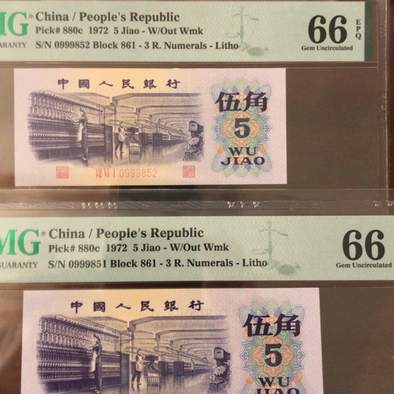 MG China / People's Republic
Pick# 880c 1972 5 Jiao - W/Out Wmk
GUARANTY S/N 0999852 Block 861 - 3 R. Numerals - Litho
66 EPQ
Gem Uncirculated
中国人民银行
伍角
5
WU
JIAO
0999852
MG China / People's Republic
Pick# 880c 1972 5 Jiao - W/Out Wmk
GUARANTY S/N 0999851 Block 861 - 3 R. Numerals - Litho
66
Gem Uncirculated
中国人民银行
伍角
5
WU
JIAO